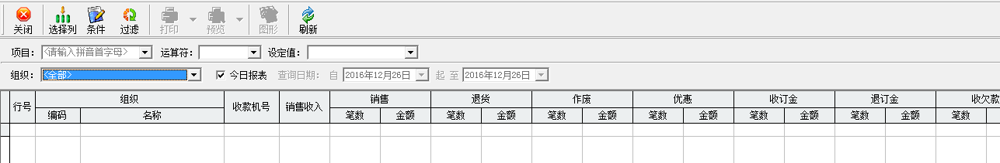 关闭 选择列 条件 过滤 打印 预览 图形 刷新
项目: <请输入拼音首字母> 运算符: 设定值:
组织: <全部> 今日报表 查询日期: 自 2016年12月26日 起 至 2016年12月26日
行号 组织 收款机号 销售收入 销售 退货 作废 优惠 收订金 退订金 收欠款
编码 名称 笔数 金额 笔数 金额 笔数 金额 笔数 金额 笔数 金额 笔数 金额 笔数